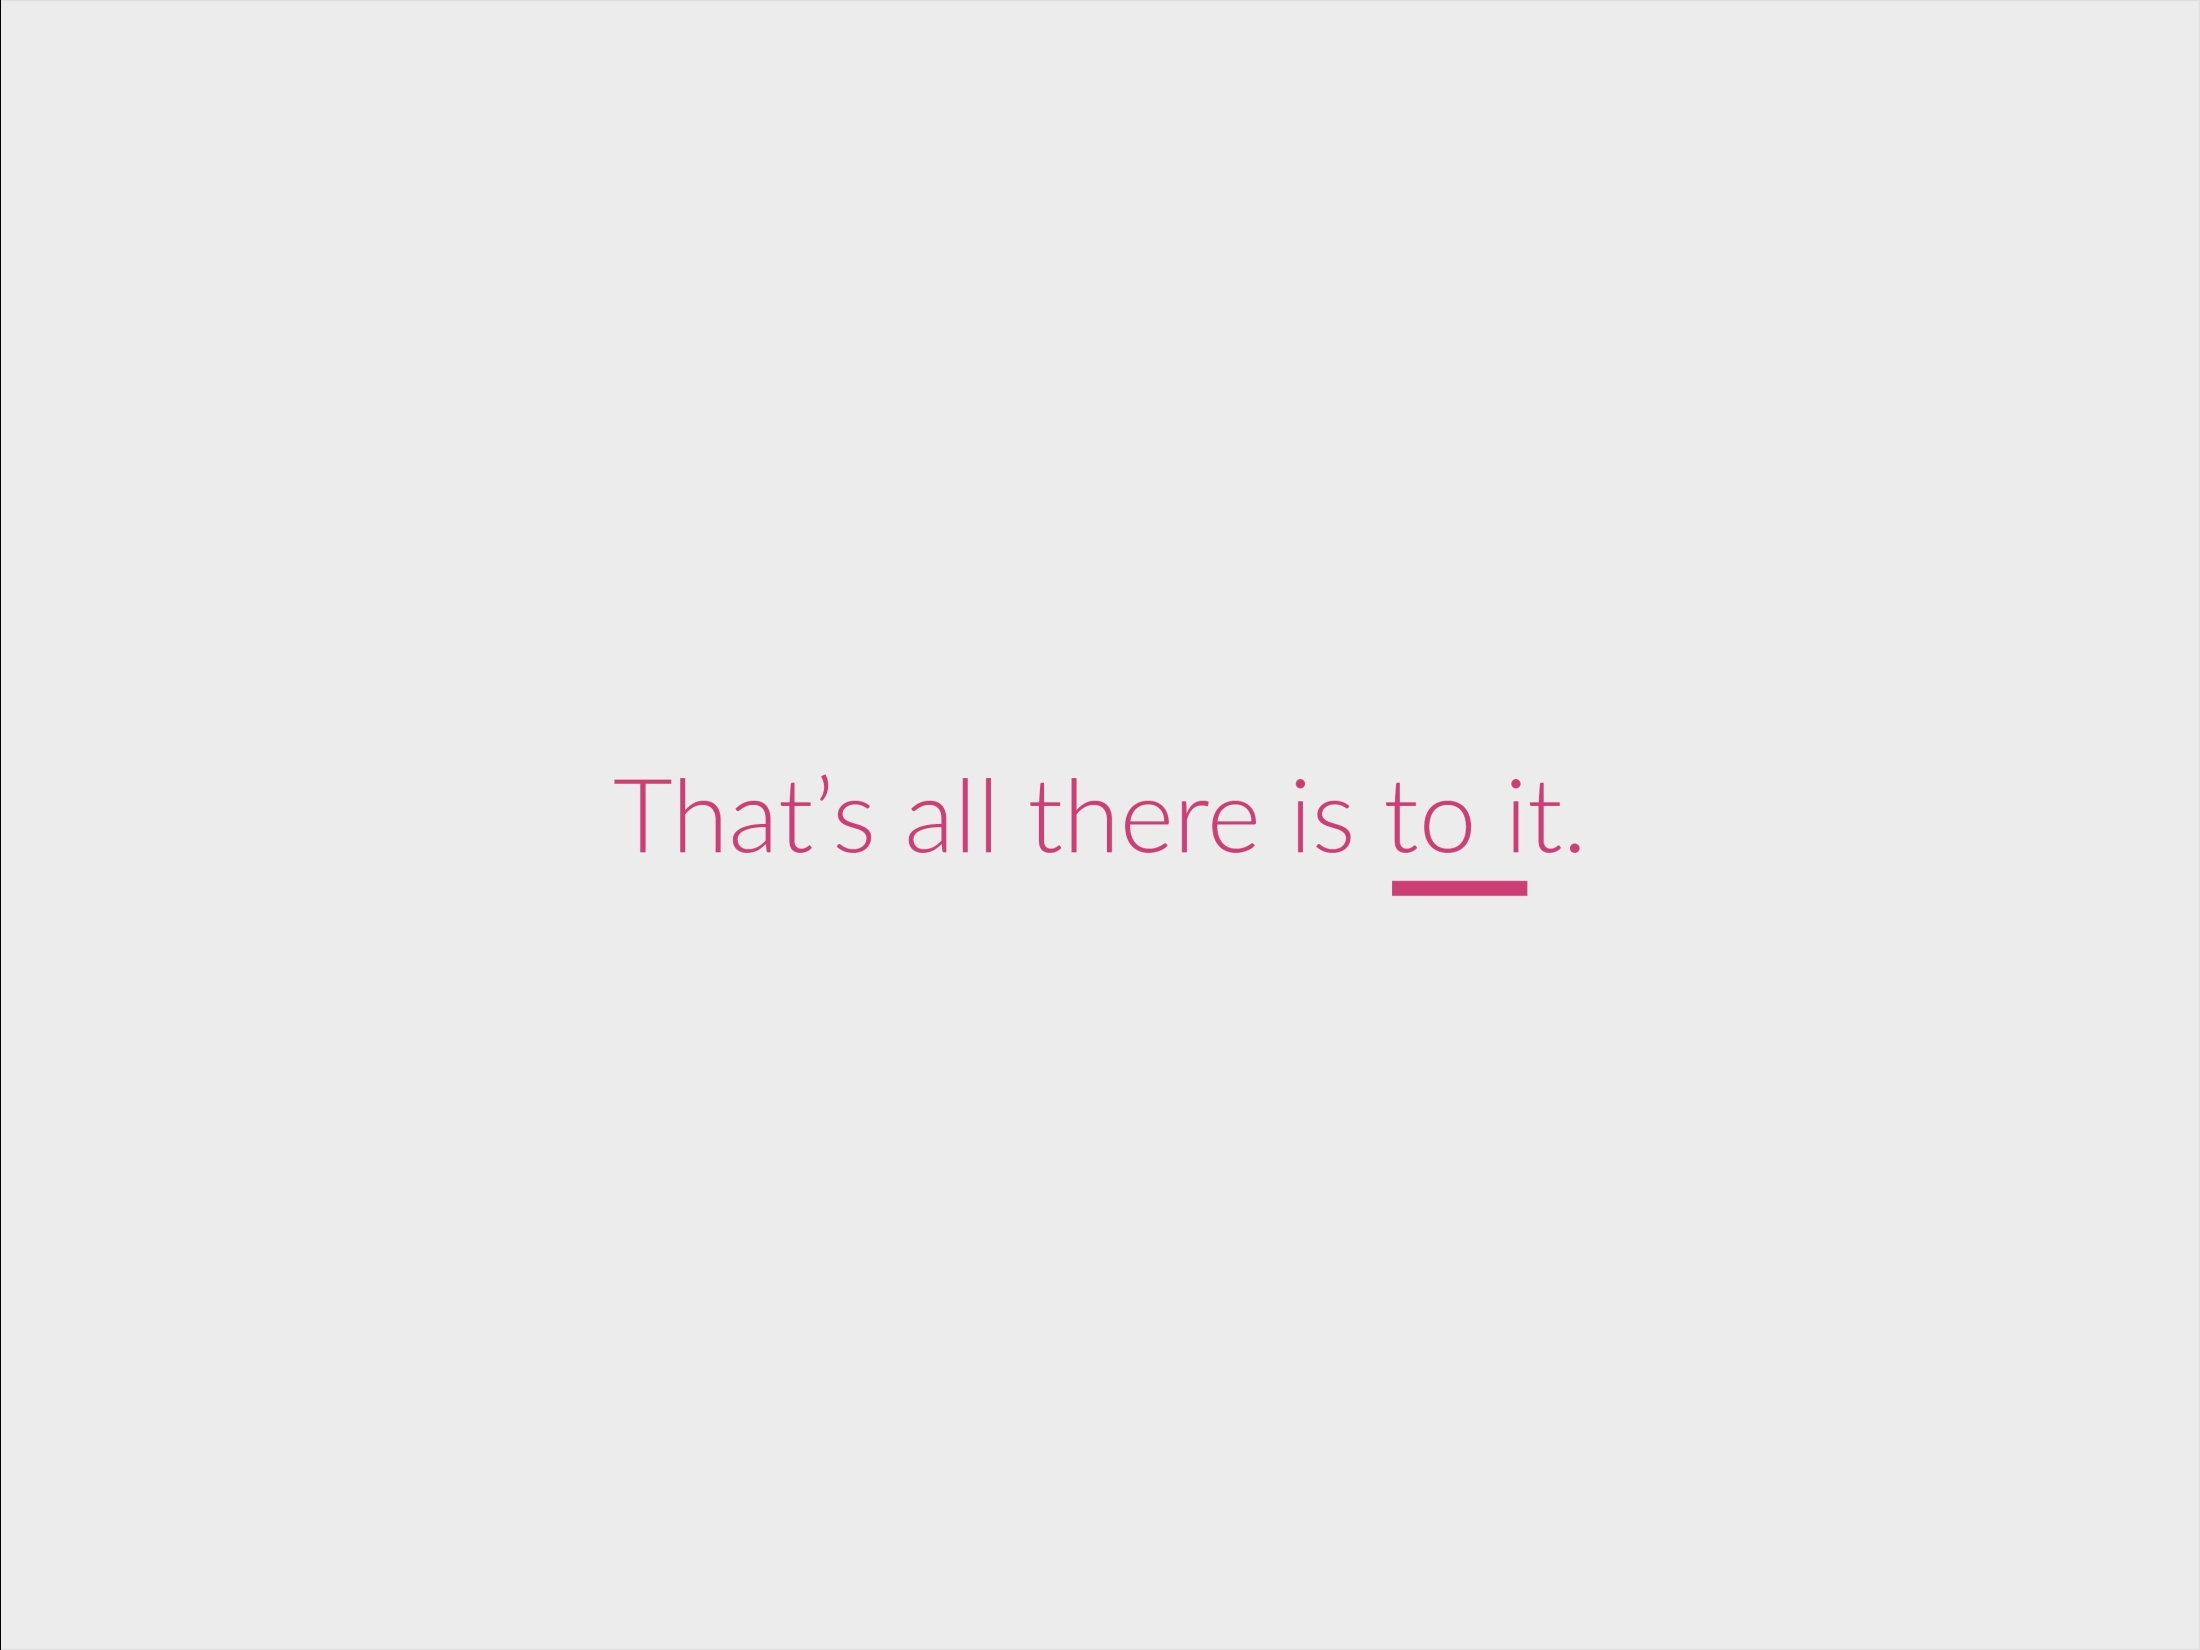 That’s all there is to it.